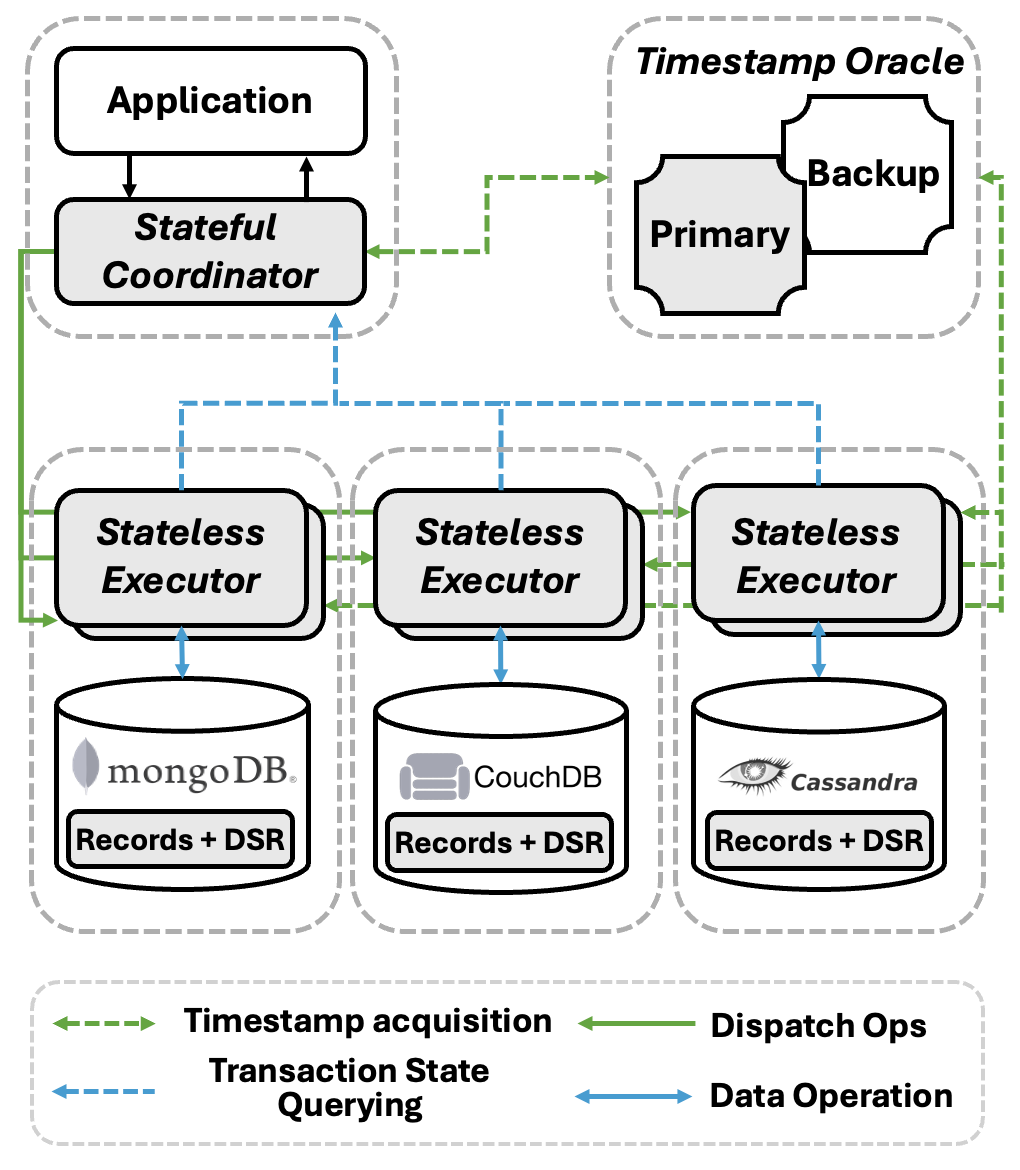 Application
Stateful
Coordinator
Timestamp Oracle
Backup
Primary
Stateless
Executor
Stateless
Executor
Stateless
Executor
mongoDB®
Records + DSR
CouchDB
Records + DSR
Cassandra
Records + DSR
Timestamp acquisition
Dispatch Ops
Transaction State
Querying
Data Operation